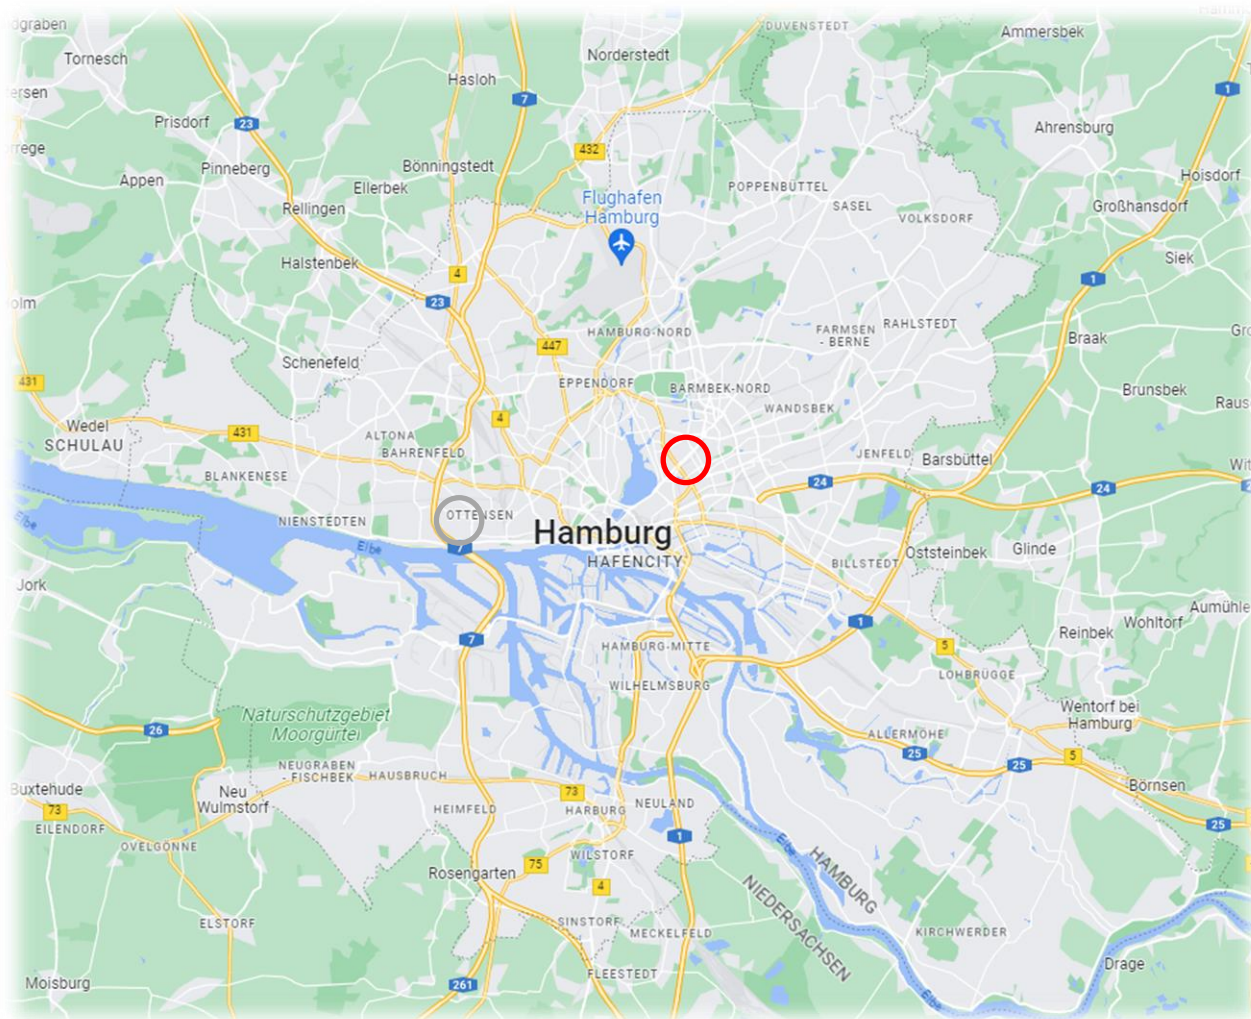 DUVENSTEDT
Ammersbek
Tornesch
Norderstedt
Hasloh
7
1
Prisdorf
23
Ahrensburg
432
Pinneberg
Bönningstedt
Appen
Ellerbek
POPPENBÜTTEL
Hoisdorf
Rellingen
Flughafen
Hamburg
SASEL
VOLKSDORF
Großhansdorf
Halstenbek
4
Siek
1
23
HAMBURG-NORD
FARMSEN
- BERNE
RAHLSTEDT
Braak
447
Schenefeld
431
EPPENDORF
BARMBEK-NORD
Brunsbek
WANDSBEK
4
Wedel
431
SCHULAU
ALTONA
BAHRENFELD
JENFELD
Barsbüttel
BLANKENESE
24
24
NIENSTEDTEN
OTTENSEN
Elbe
Elbe
7
Hamburg
HAFENCITY
BILLSTEDT
Oststeinbek
Glinde
Jork
Aumühle
1
Wohltorf
Reinbek
7
HAMBURG-MITTE
5
LOHBRÜGGE
WILHELMSBURG
Wentorf bei
Hamburg
Naturschutzgebiet
Moorgürtel
26
ALLERMÖHE
25
25
5
NEUGRABEN
- FISCHBEK
HAUSBRUCH
Buxtehude
Neu
Wulmstorf
73
HEIMFELD
HARBURG
NEULAND
Börnsen
73
EILENDORF
25
OVELGÖNNE
1
Elbe
WILSTORF
75
Rosengarten
4
HAMBURG
NIEDERSACHSEN
ELSTORF
SINSTORF
MECKELFELD
KIRCHWERDER
Drage
FLEESTEDT
Moisburg
261
Elbe